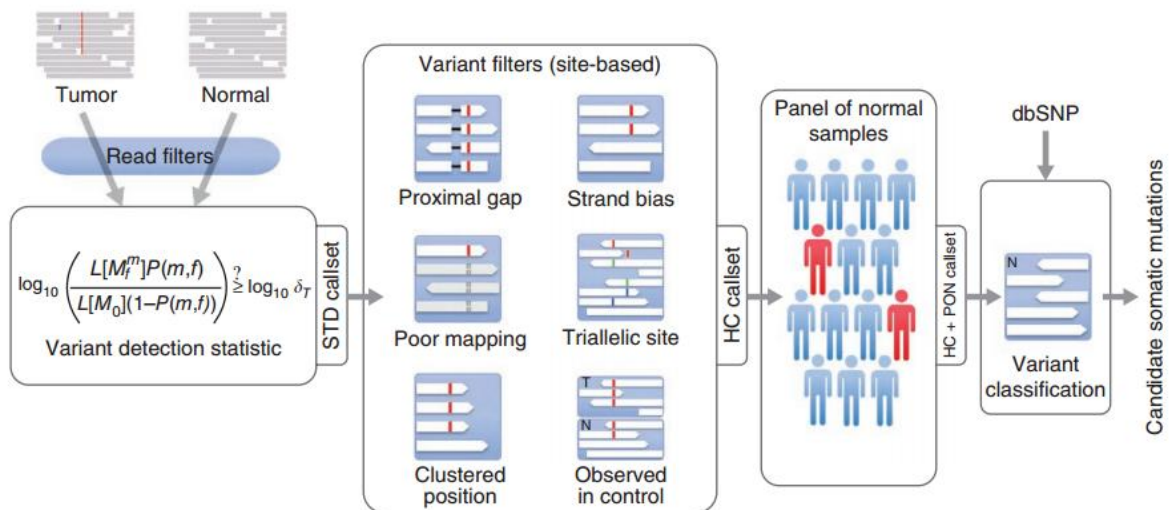 Tumor
Normal
Read filters
log10 ( L[M_f^m]P(m,f) / L[M0](1–P(m,f)) ) ≥? log10 δT
Variant detection statistic
STD callset
Variant filters (site-based)
Proximal gap
Strand bias
Poor mapping
Triallelic site
T
N
Clustered
position
Observed
in control
HC callset
Panel of normal
samples
HC + PON callset
dbSNP
N
Variant
classification
Candidate somatic mutations